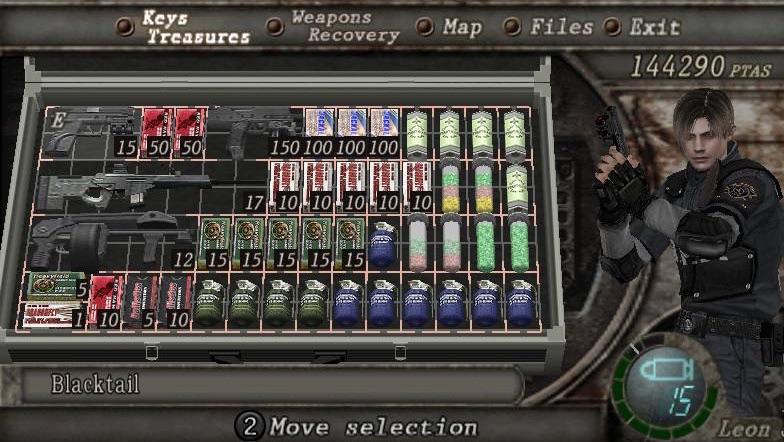 Keys Treasures
Weapons Recovery
Map
Files
Exit
144290 PTAS
E
15 50 50 150 100 100 100
17 10 10 10 10 10
12 15 15 15 15 15
5
1 10 5 10
Blacktail
2 Move selection
15
Leon